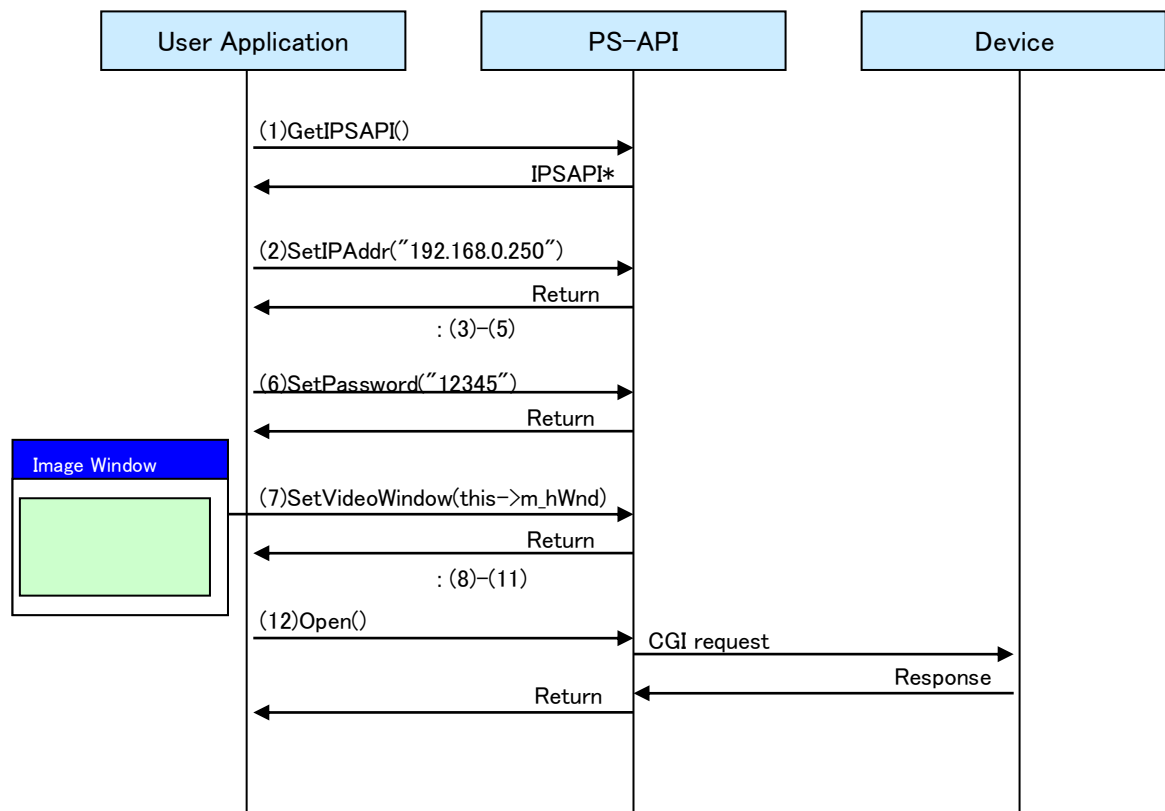 User Application
PS-API
Device
(1)GetIPSAPI()
IPSAPI*
(2)SetIPAddr("192.168.0.250")
Return
: (3)-(5)
(6)SetPassword("12345")
Return
Image Window
(7)SetVideoWindow(this->m_hWnd)
Return
: (8)-(11)
(12)Open()
CGI request
Response
Return